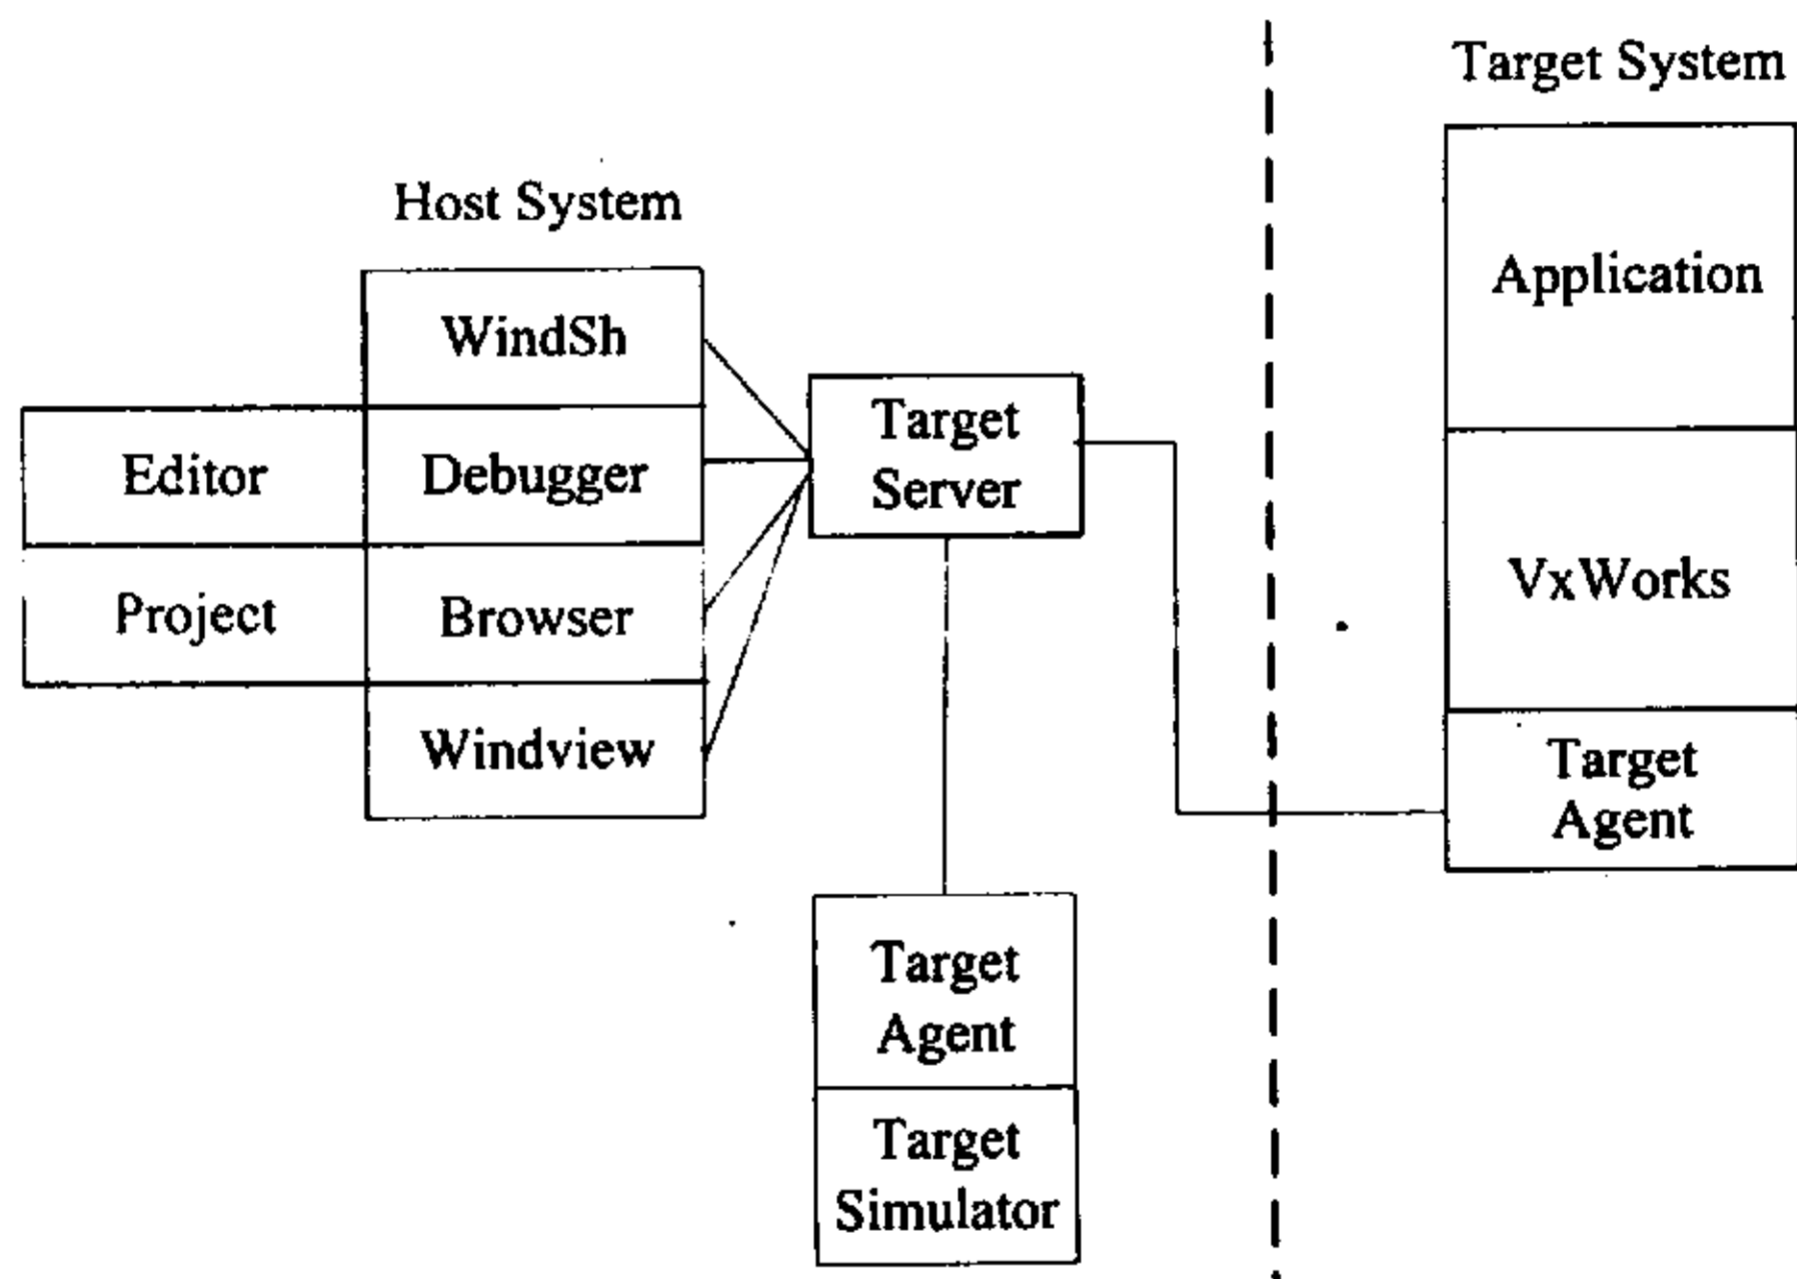 Target System
Host System
Application
WindSh
Target
Server
Editor
Debugger
VxWorks
Project
Browser
Windview
Target
Agent
Target
Agent
Target
Simulator